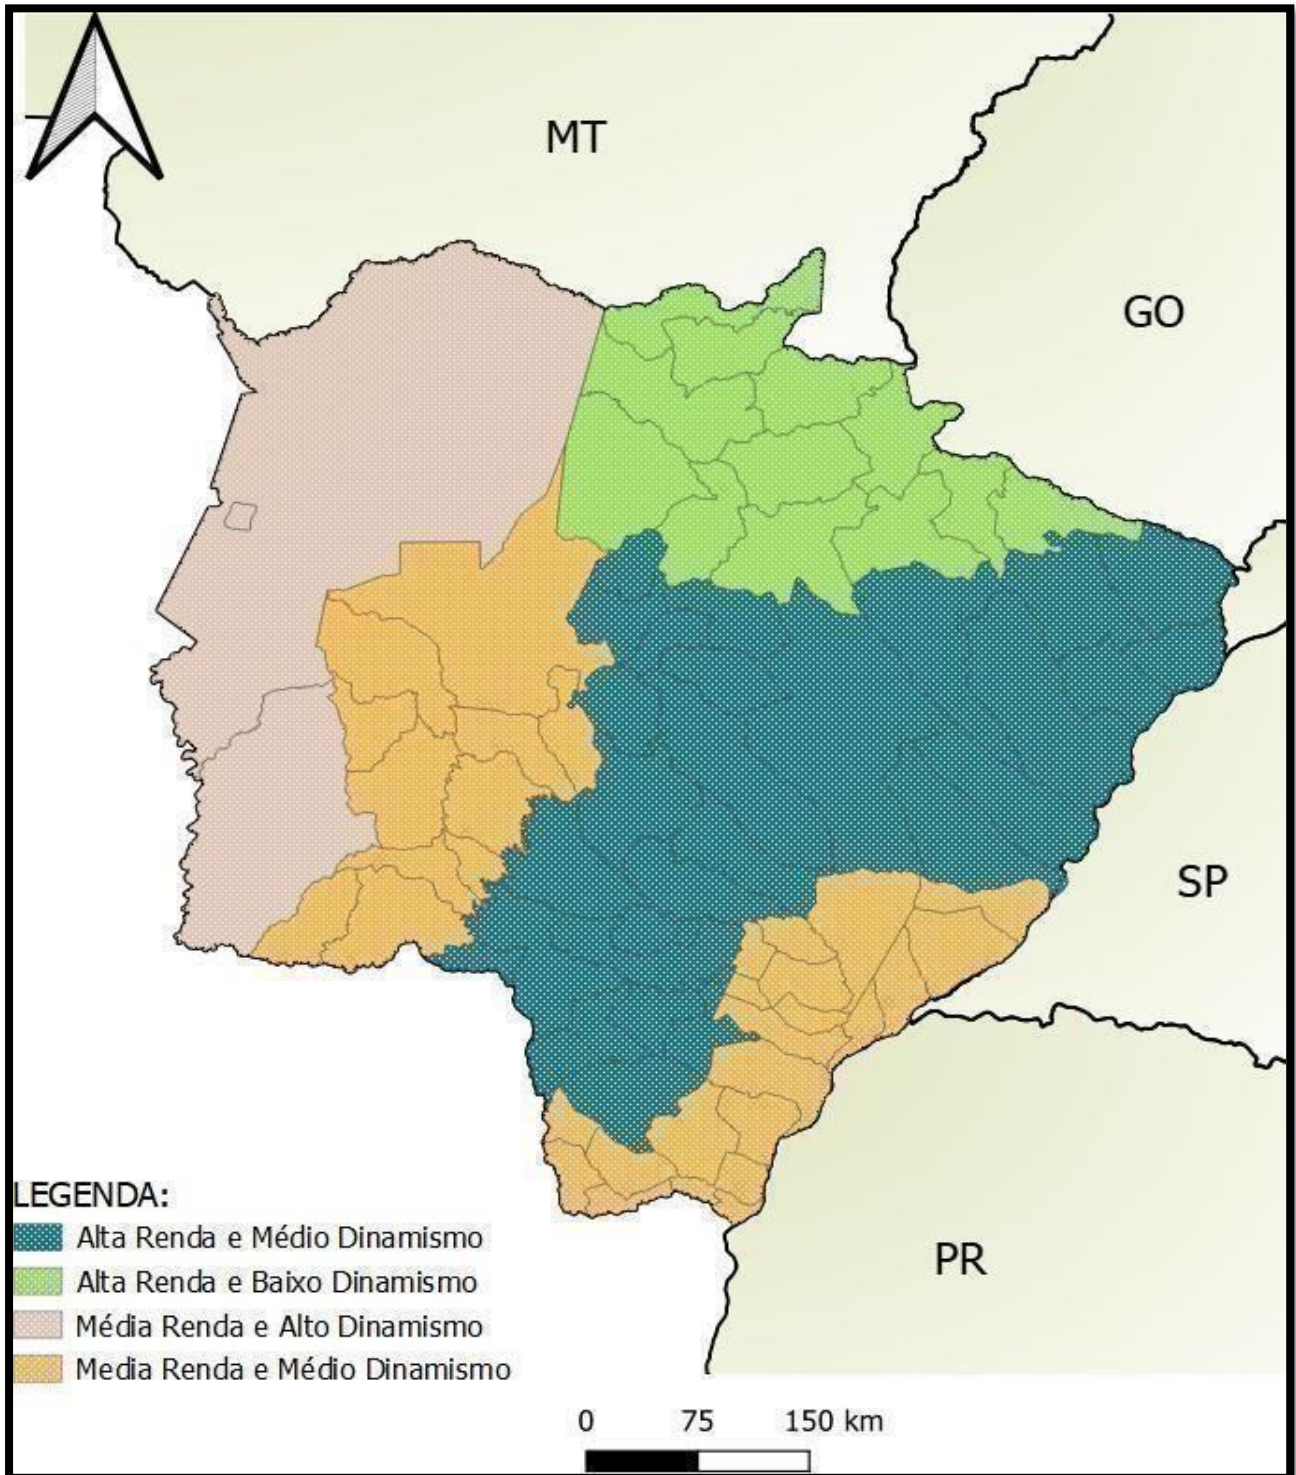 MT
GO
SP
PR
LEGENDA:
Alta Renda e Médio Dinamismo
Alta Renda e Baixo Dinamismo
Média Renda e Alto Dinamismo
Media Renda e Médio Dinamismo
0 75 150 km